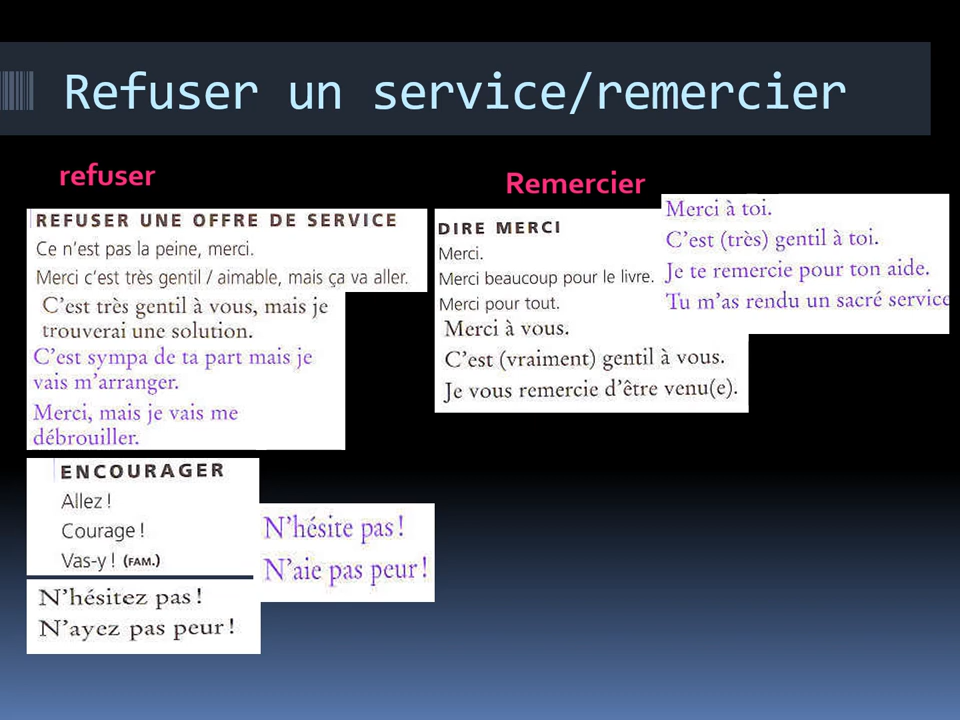 Refuser un service/remercier
refuser
REFUSER UNE OFFRE DE SERVICE
Ce n'est pas la peine, merci.
Merci c'est très gentil / aimable, mais ça va aller.
C'est très gentil à vous, mais je
trouverai une solution.
C'est sympa de ta part mais je
vais m'arranger.
Merci, mais je vais me
débrouiller.
ENCOURAGER
Allez !
Courage !
Vas-y ! (FAM.)
N'hésitez pas !
N'ayez pas peur !
N'hésite pas !
N'aie pas peur !
Remercier
DIRE MERCI
Merci.
Merci beaucoup pour le livre.
Merci pour tout.
Merci à vous.
C'est (vraiment) gentil à vous.
Je vous remercie d'être venu(e).
Merci à toi.
C'est (très) gentil à toi.
Je te remercie pour ton aide.
Tu m'as rendu un sacré service